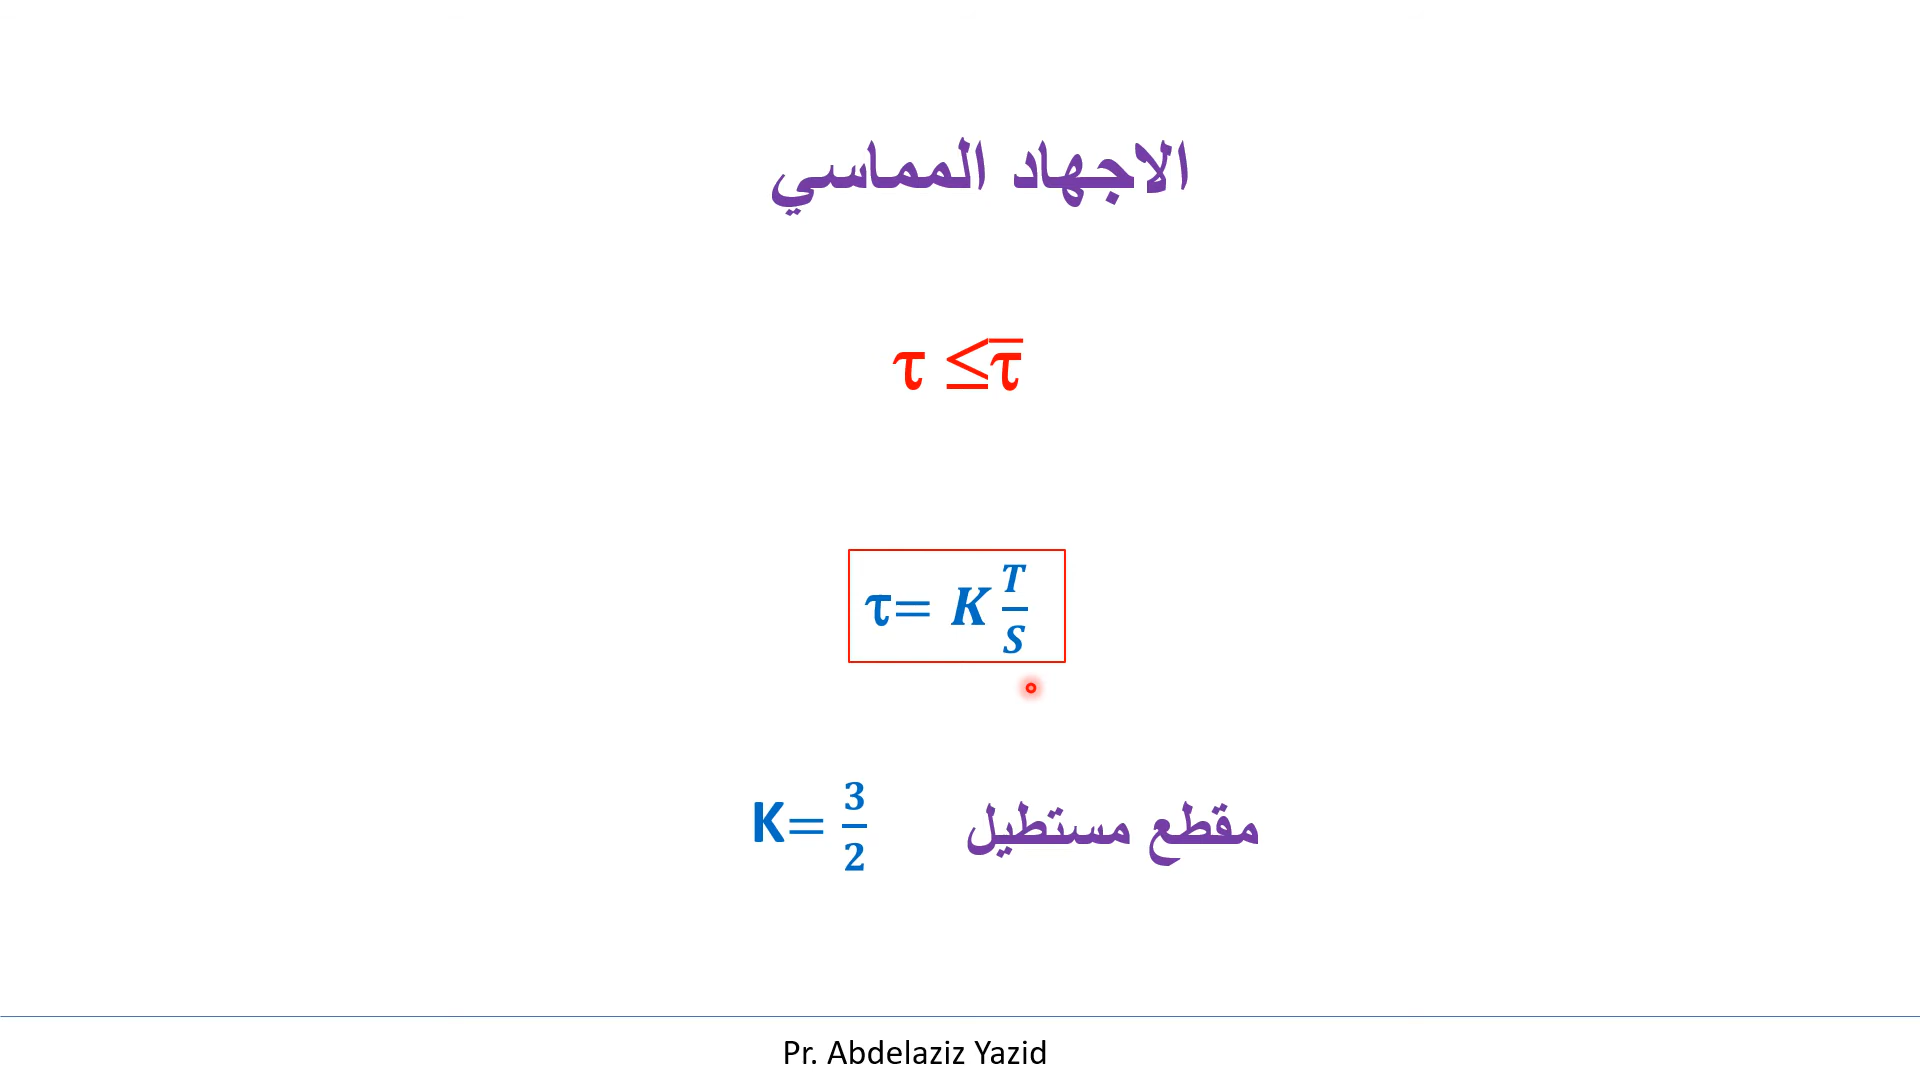 الاجهاد المماسي
τ ≤ τ̅
τ= K T/S
K= 3/2 مقطع مستطيل
Pr. Abdelaziz Yazid